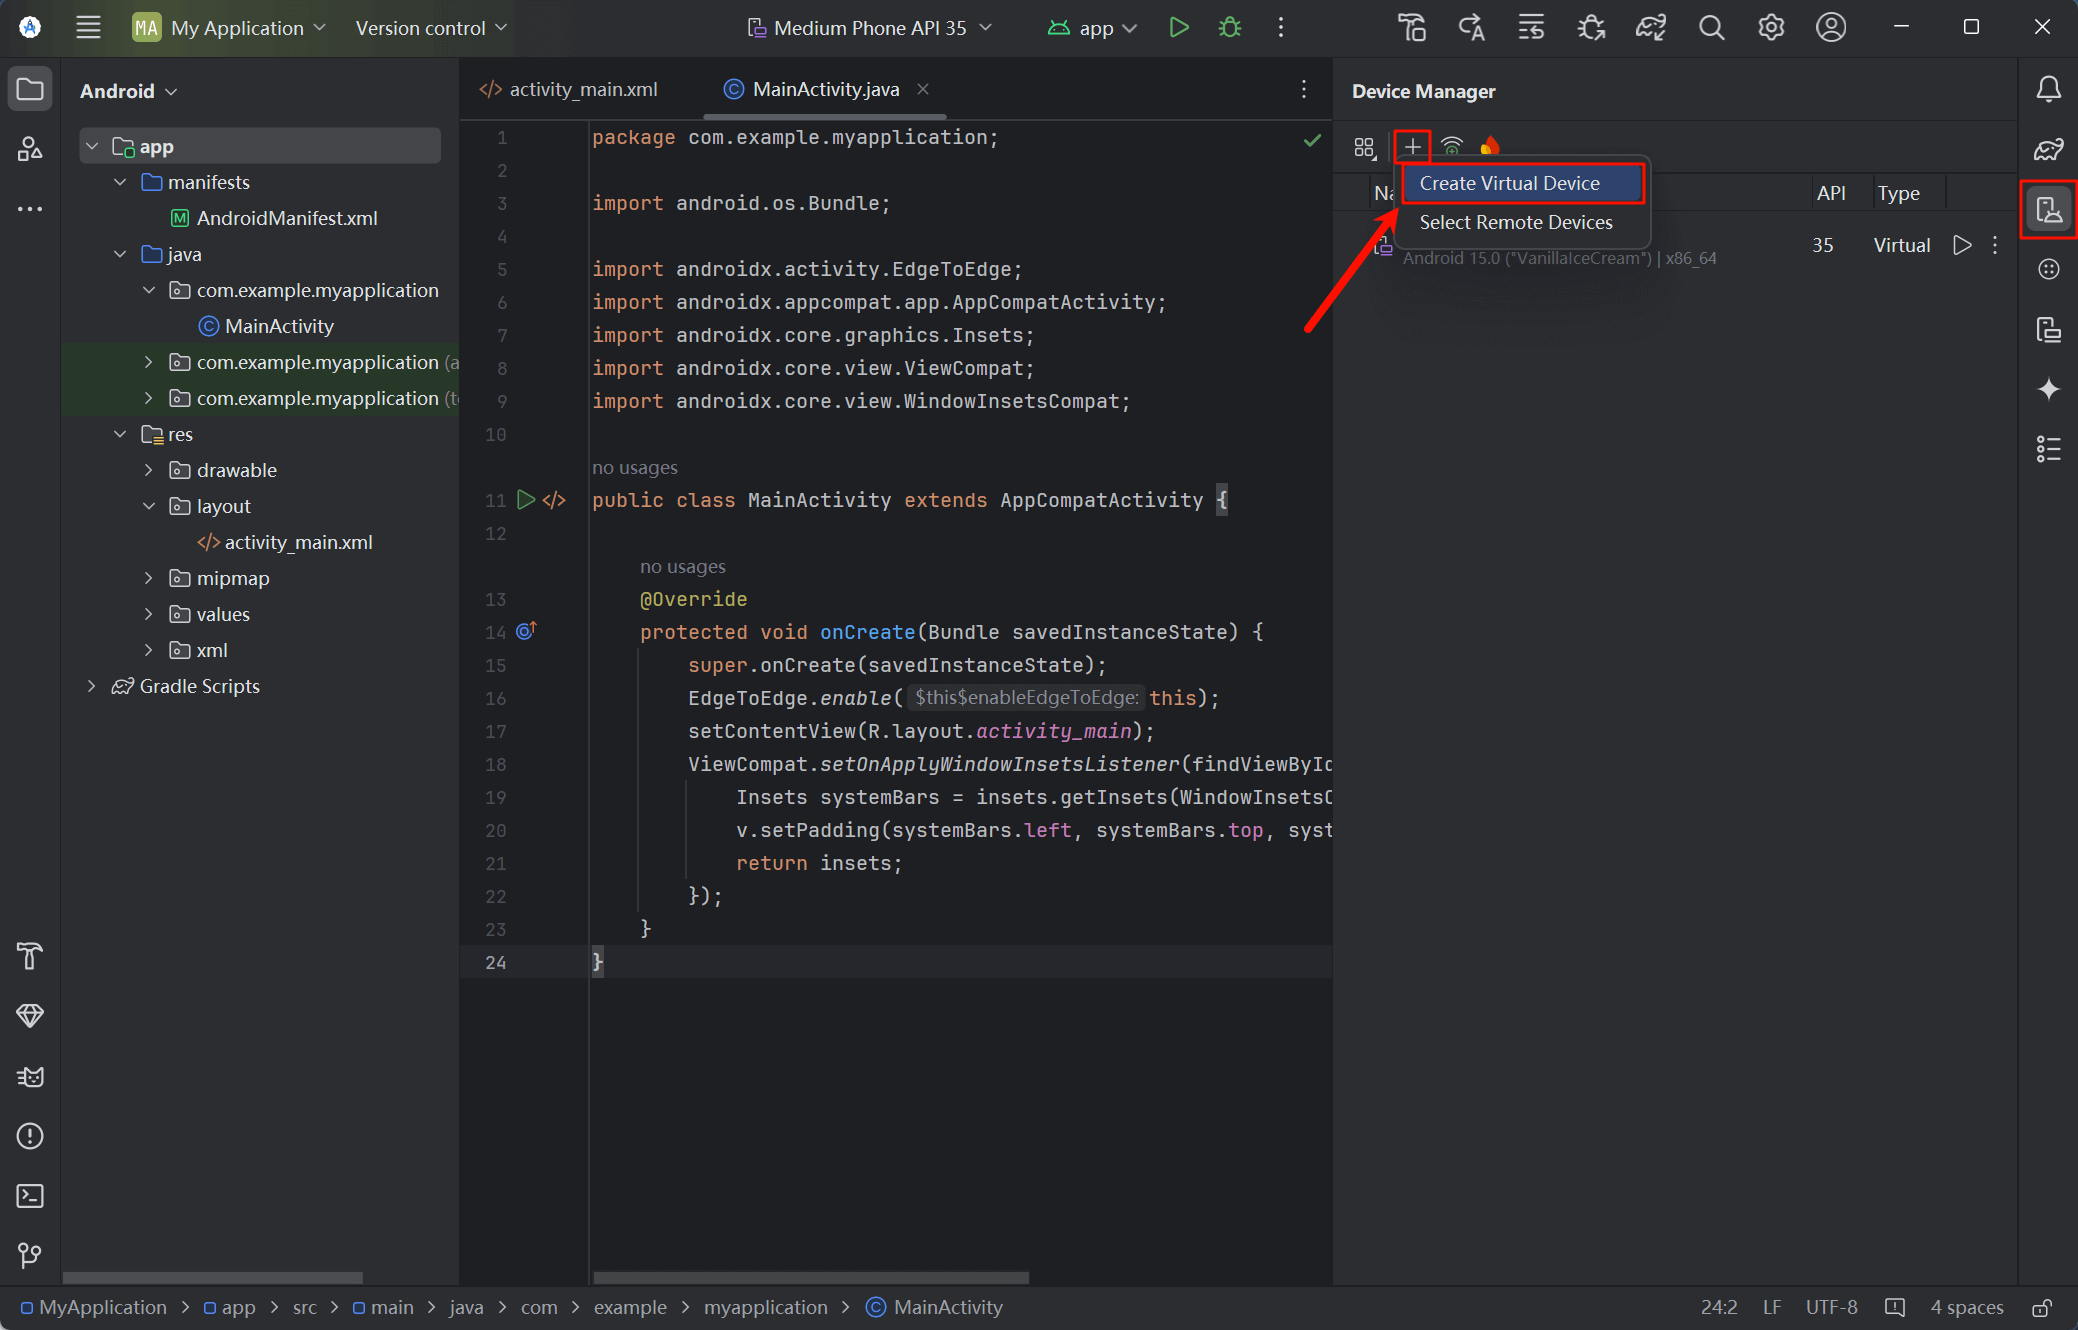 MA My Application Version control Medium Phone API 35 app
Android
app
manifests
AndroidManifest.xml
java
com.example.myapplication
MainActivity
com.example.myapplication (a
com.example.myapplication (t
res
drawable
layout
activity_main.xml
mipmap
values
xml
Gradle Scripts
activity_main.xml MainActivity.java
1 package com.example.myapplication;
2
3 import android.os.Bundle;
4
5 import androidx.activity.EdgeToEdge;
6 import androidx.appcompat.app.AppCompatActivity;
7 import androidx.core.graphics.Insets;
8 import androidx.core.view.ViewCompat;
9 import androidx.core.view.WindowInsetsCompat;
10
no usages
11 public class MainActivity extends AppCompatActivity {
12
no usages
13 @Override
14 protected void onCreate(Bundle savedInstanceState) {
15 super.onCreate(savedInstanceState);
16 EdgeToEdge.enable( $this$enableEdgeToEdge: this);
17 setContentView(R.layout.activity_main);
18 ViewCompat.setOnApplyWindowInsetsListener(findViewById
19 Insets systemBars = insets.getInsets(WindowInsetsC
20 v.setPadding(systemBars.left, systemBars.top, syst
21 return insets;
22 });
23 }
24 }
Device Manager
Na API Type
Create Virtual Device
Select Remote Devices
35 Virtual
Android 15.0 ("VanillaIceCream") | x86_64
MyApplication > app > src > main > java > com > example > myapplication > MainActivity
24:2 LF UTF-8 4 spaces